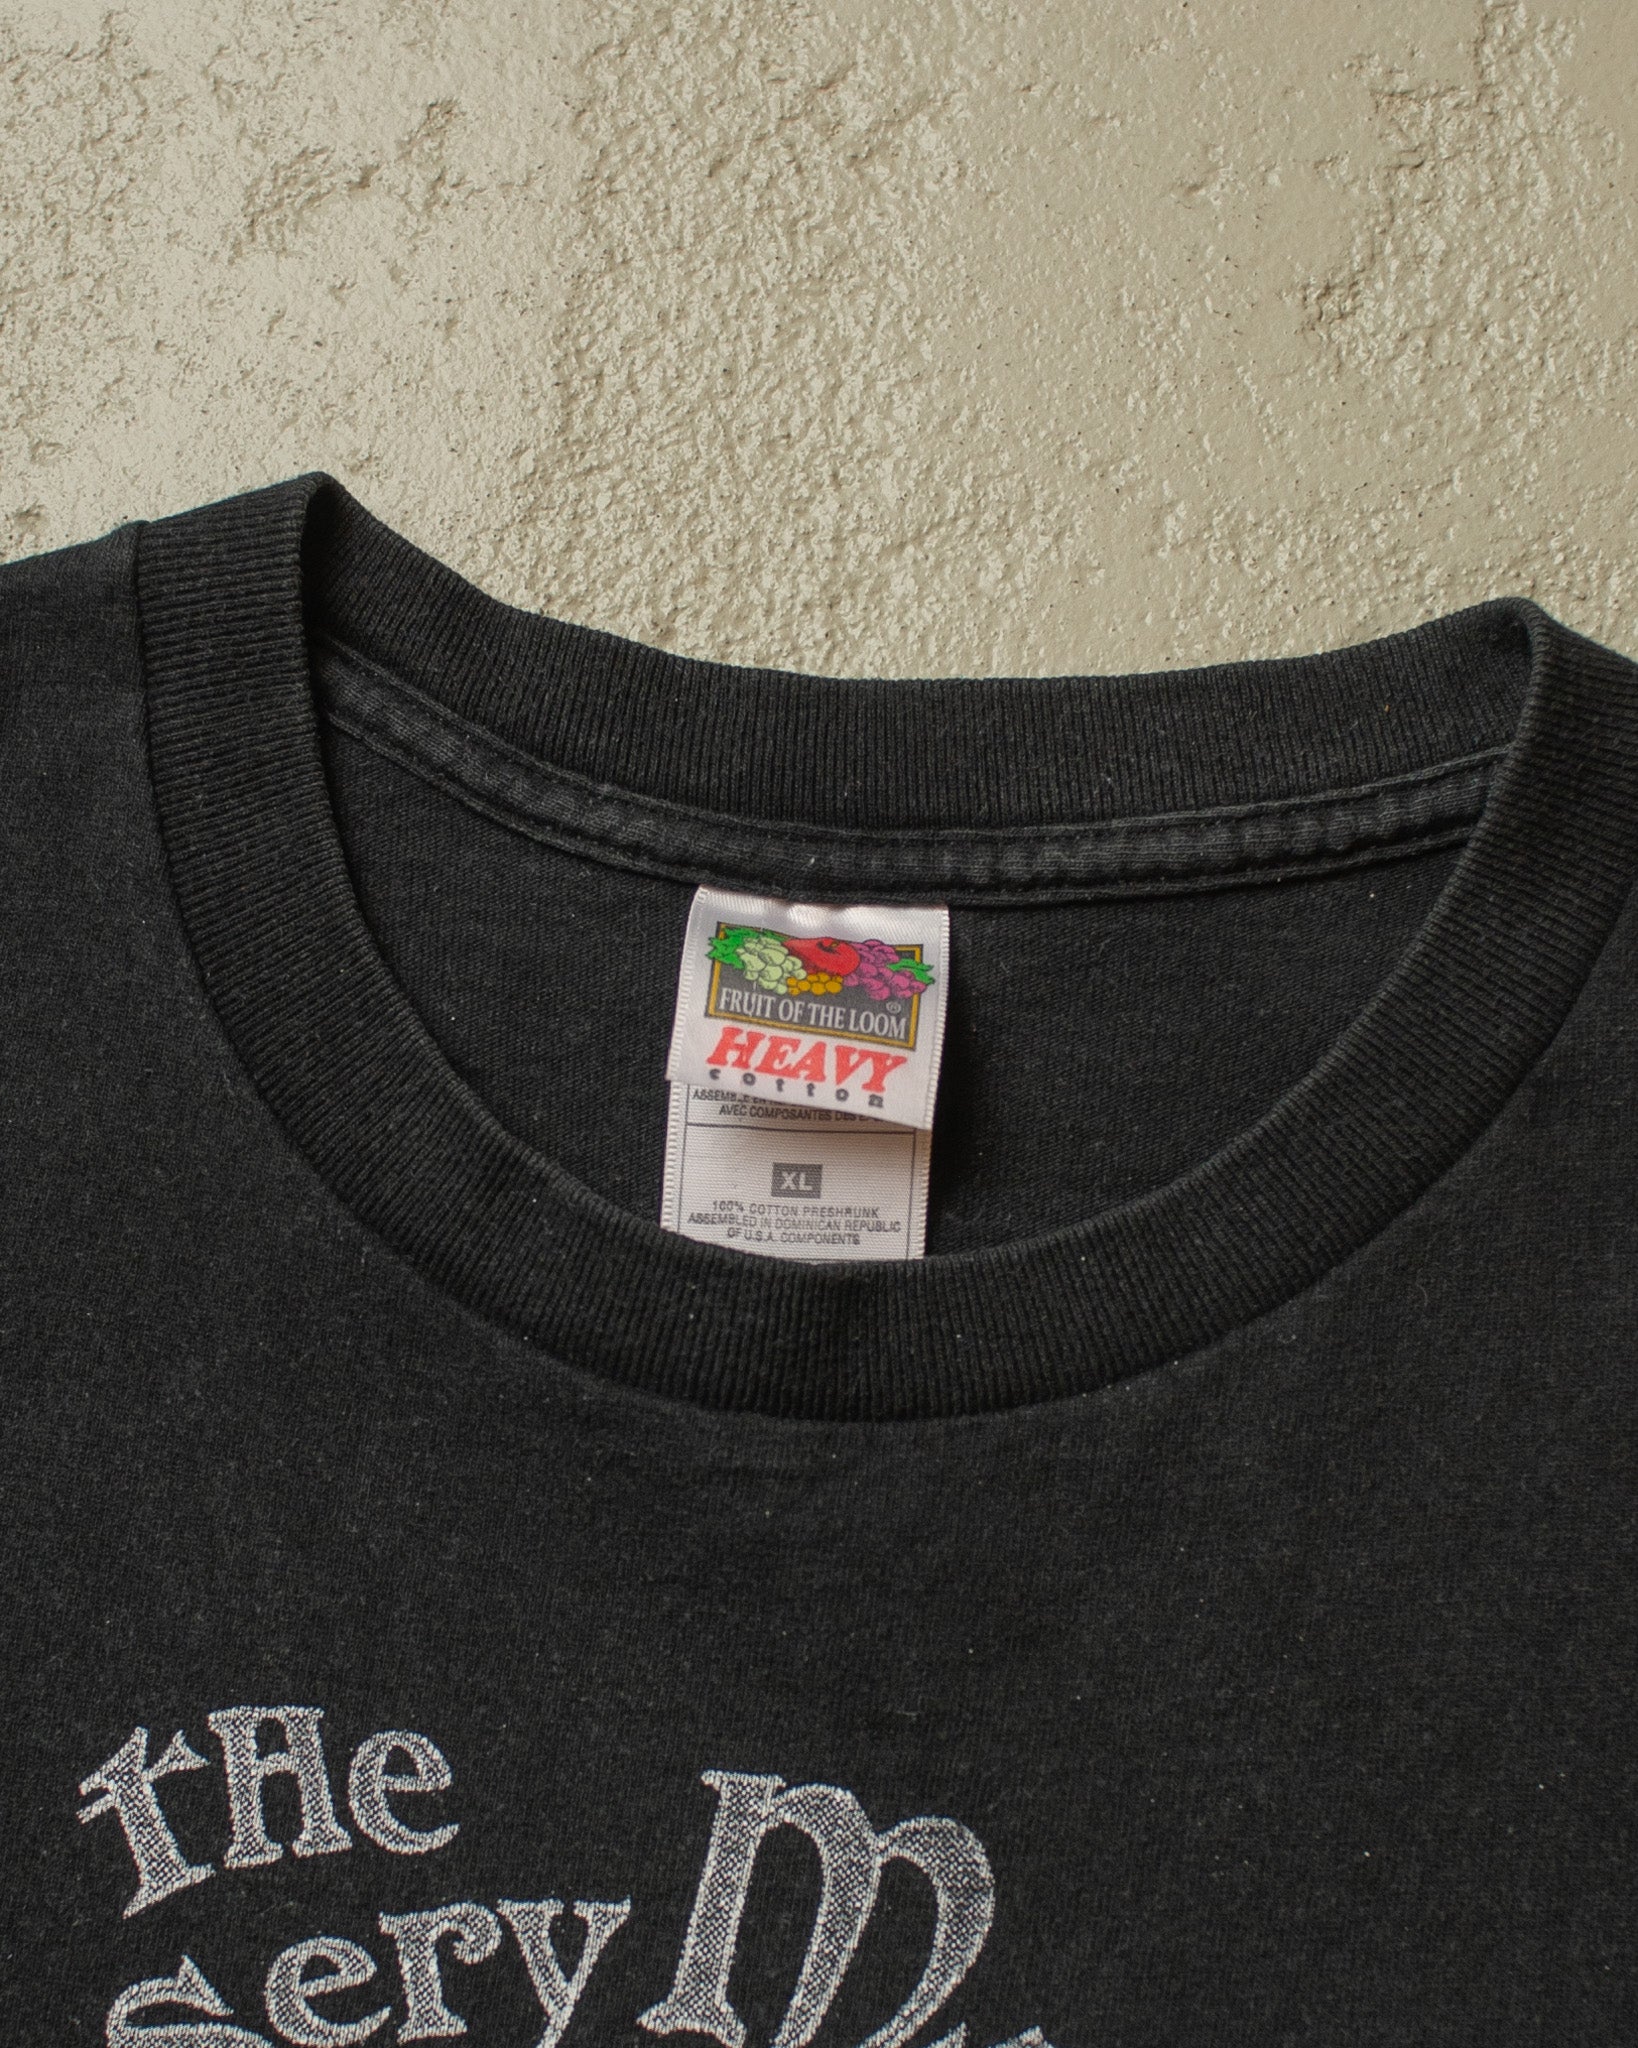 FRUIT OF THE LOOM ®
HEAVY
cotton
AVEC COMPOSANTES DES
XL
100% COTTON PRESHRUNK
ASSEMBLED IN DOMINICAN REPUBLIC
OF U.S.A. COMPONENTS
the